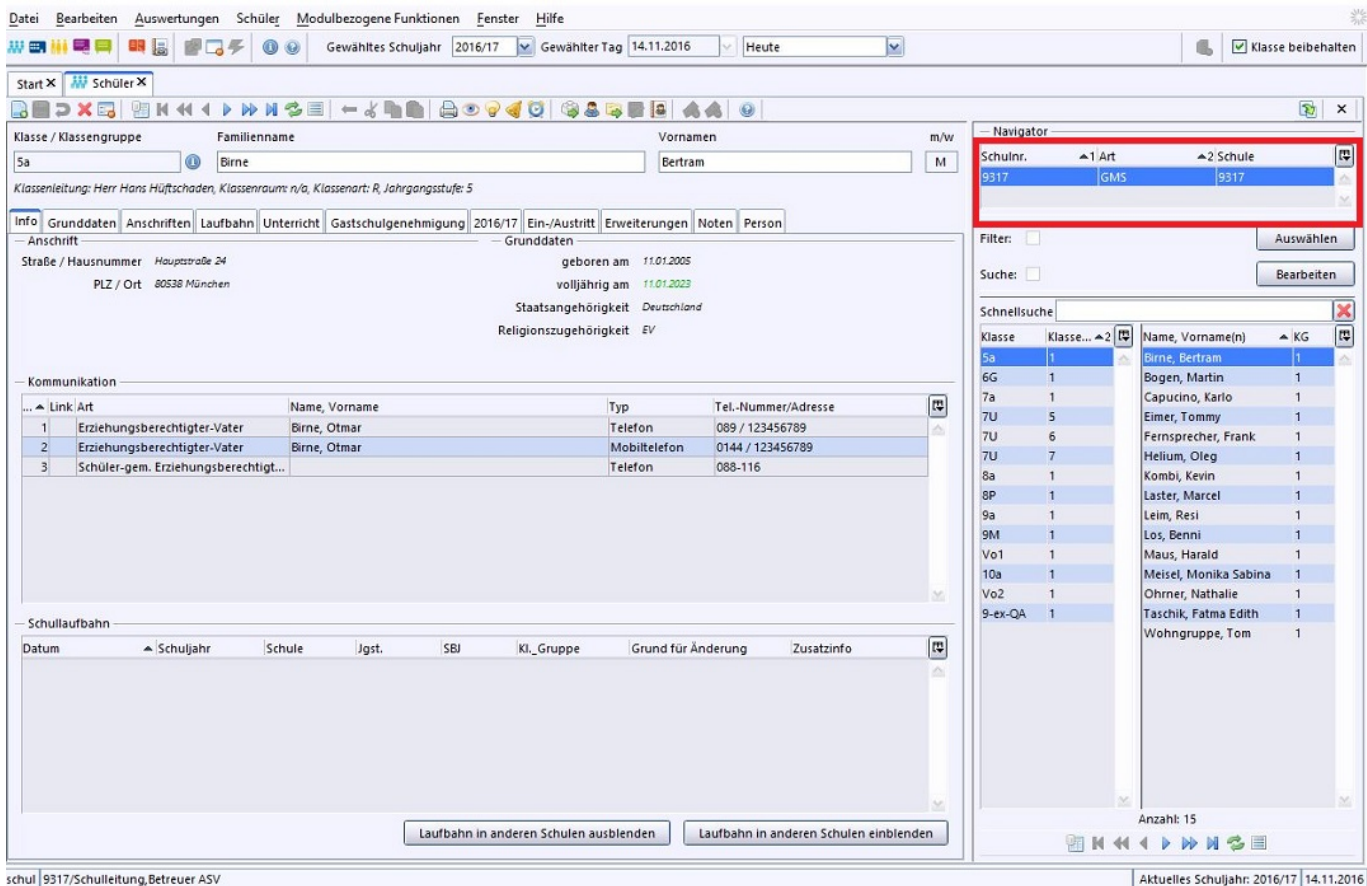 Datei Bearbeiten Auswertungen Schüler Modulbezogene Funktionen Fenster Hilfe
Gewähltes Schuljahr 2016/17 Gewählter Tag 14.11.2016 Heute Klasse beibehalten
Start Schüler
Klasse / Klassengruppe Familienname Vornamen m/w
5a Birne Bertram M
Klassenleitung: Herr Hans Hüftschaden, Klassenraum: n/a, Klassenart: R, Jahrgangsstufe: 5
Info Grunddaten Anschriften Laufbahn Unterricht Gastschulgenehmigung 2016/17 Ein-/Austritt Erweiterungen Noten Person
Anschrift Grunddaten
Straße / Hausnummer Hauptstraße 24 geboren am 11.01.2005
PLZ / Ort 80538 München volljährig am 11.01.2023
Staatsangehörigkeit Deutschland
Religionszugehörigkeit EV
Kommunikation
... Link Art Name, Vorname Typ Tel.-Nummer/Adresse
1 Erziehungsberechtigter-Vater Birne, Otmar Telefon 089 / 123456789
2 Erziehungsberechtigter-Vater Birne, Otmar Mobiltelefon 0144 / 123456789
3 Schüler-gem. Erziehungsberechtigt... Telefon 088-116
Schullaufbahn
Datum Schuljahr Schule Jgst. SBJ Kl._Gruppe Grund für Änderung Zusatzinfo
Laufbahn in anderen Schulen ausblenden Laufbahn in anderen Schulen einblenden
Navigator
Schulnr. 1 Art 2 Schule
9317 GMS 9317
Filter: Auswählen
Suche: Bearbeiten
Schnellsuche
Klasse Klasse... 2 Name, Vorname(n) KG
5a 1 Birne, Bertram 1
6G 1 Bogen, Martin 1
7a 1 Capucino, Karlo 1
7U 5 Eimer, Tommy 1
7U 6 Fernsprecher, Frank 1
7U 7 Helium, Oleg 1
8a 1 Kombi, Kevin 1
8P 1 Laster, Marcel 1
9a 1 Leim, Resi 1
9M 1 Los, Benni 1
Vo1 1 Maus, Harald 1
10a 1 Meisel, Monika Sabina 1
Vo2 1 Ohrner, Nathalie 1
9-ex-QA 1 Taschik, Fatma Edith 1
Wohngruppe, Tom 1
Anzahl: 15
schul 9317/Schulleitung,Betreuer ASV Aktuelles Schuljahr: 2016/17 14.11.2016